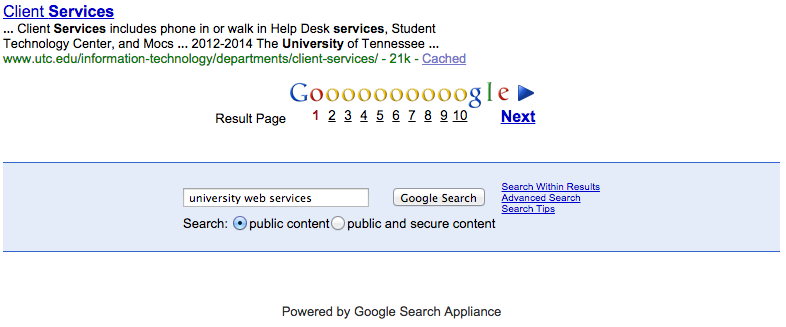 Client Services
... Client Services includes phone in or walk in Help Desk services, Student
Technology Center, and Mocs ... 2012-2014 The University of Tennessee ...
www.utc.edu/information-technology/departments/client-services/ - 21k - Cached
Gooooooooooogle
Result Page 1 2 3 4 5 6 7 8 9 10 Next
university web services Google Search
Search Within Results
Advanced Search
Search Tips
Search: public content public and secure content
Powered by Google Search Appliance